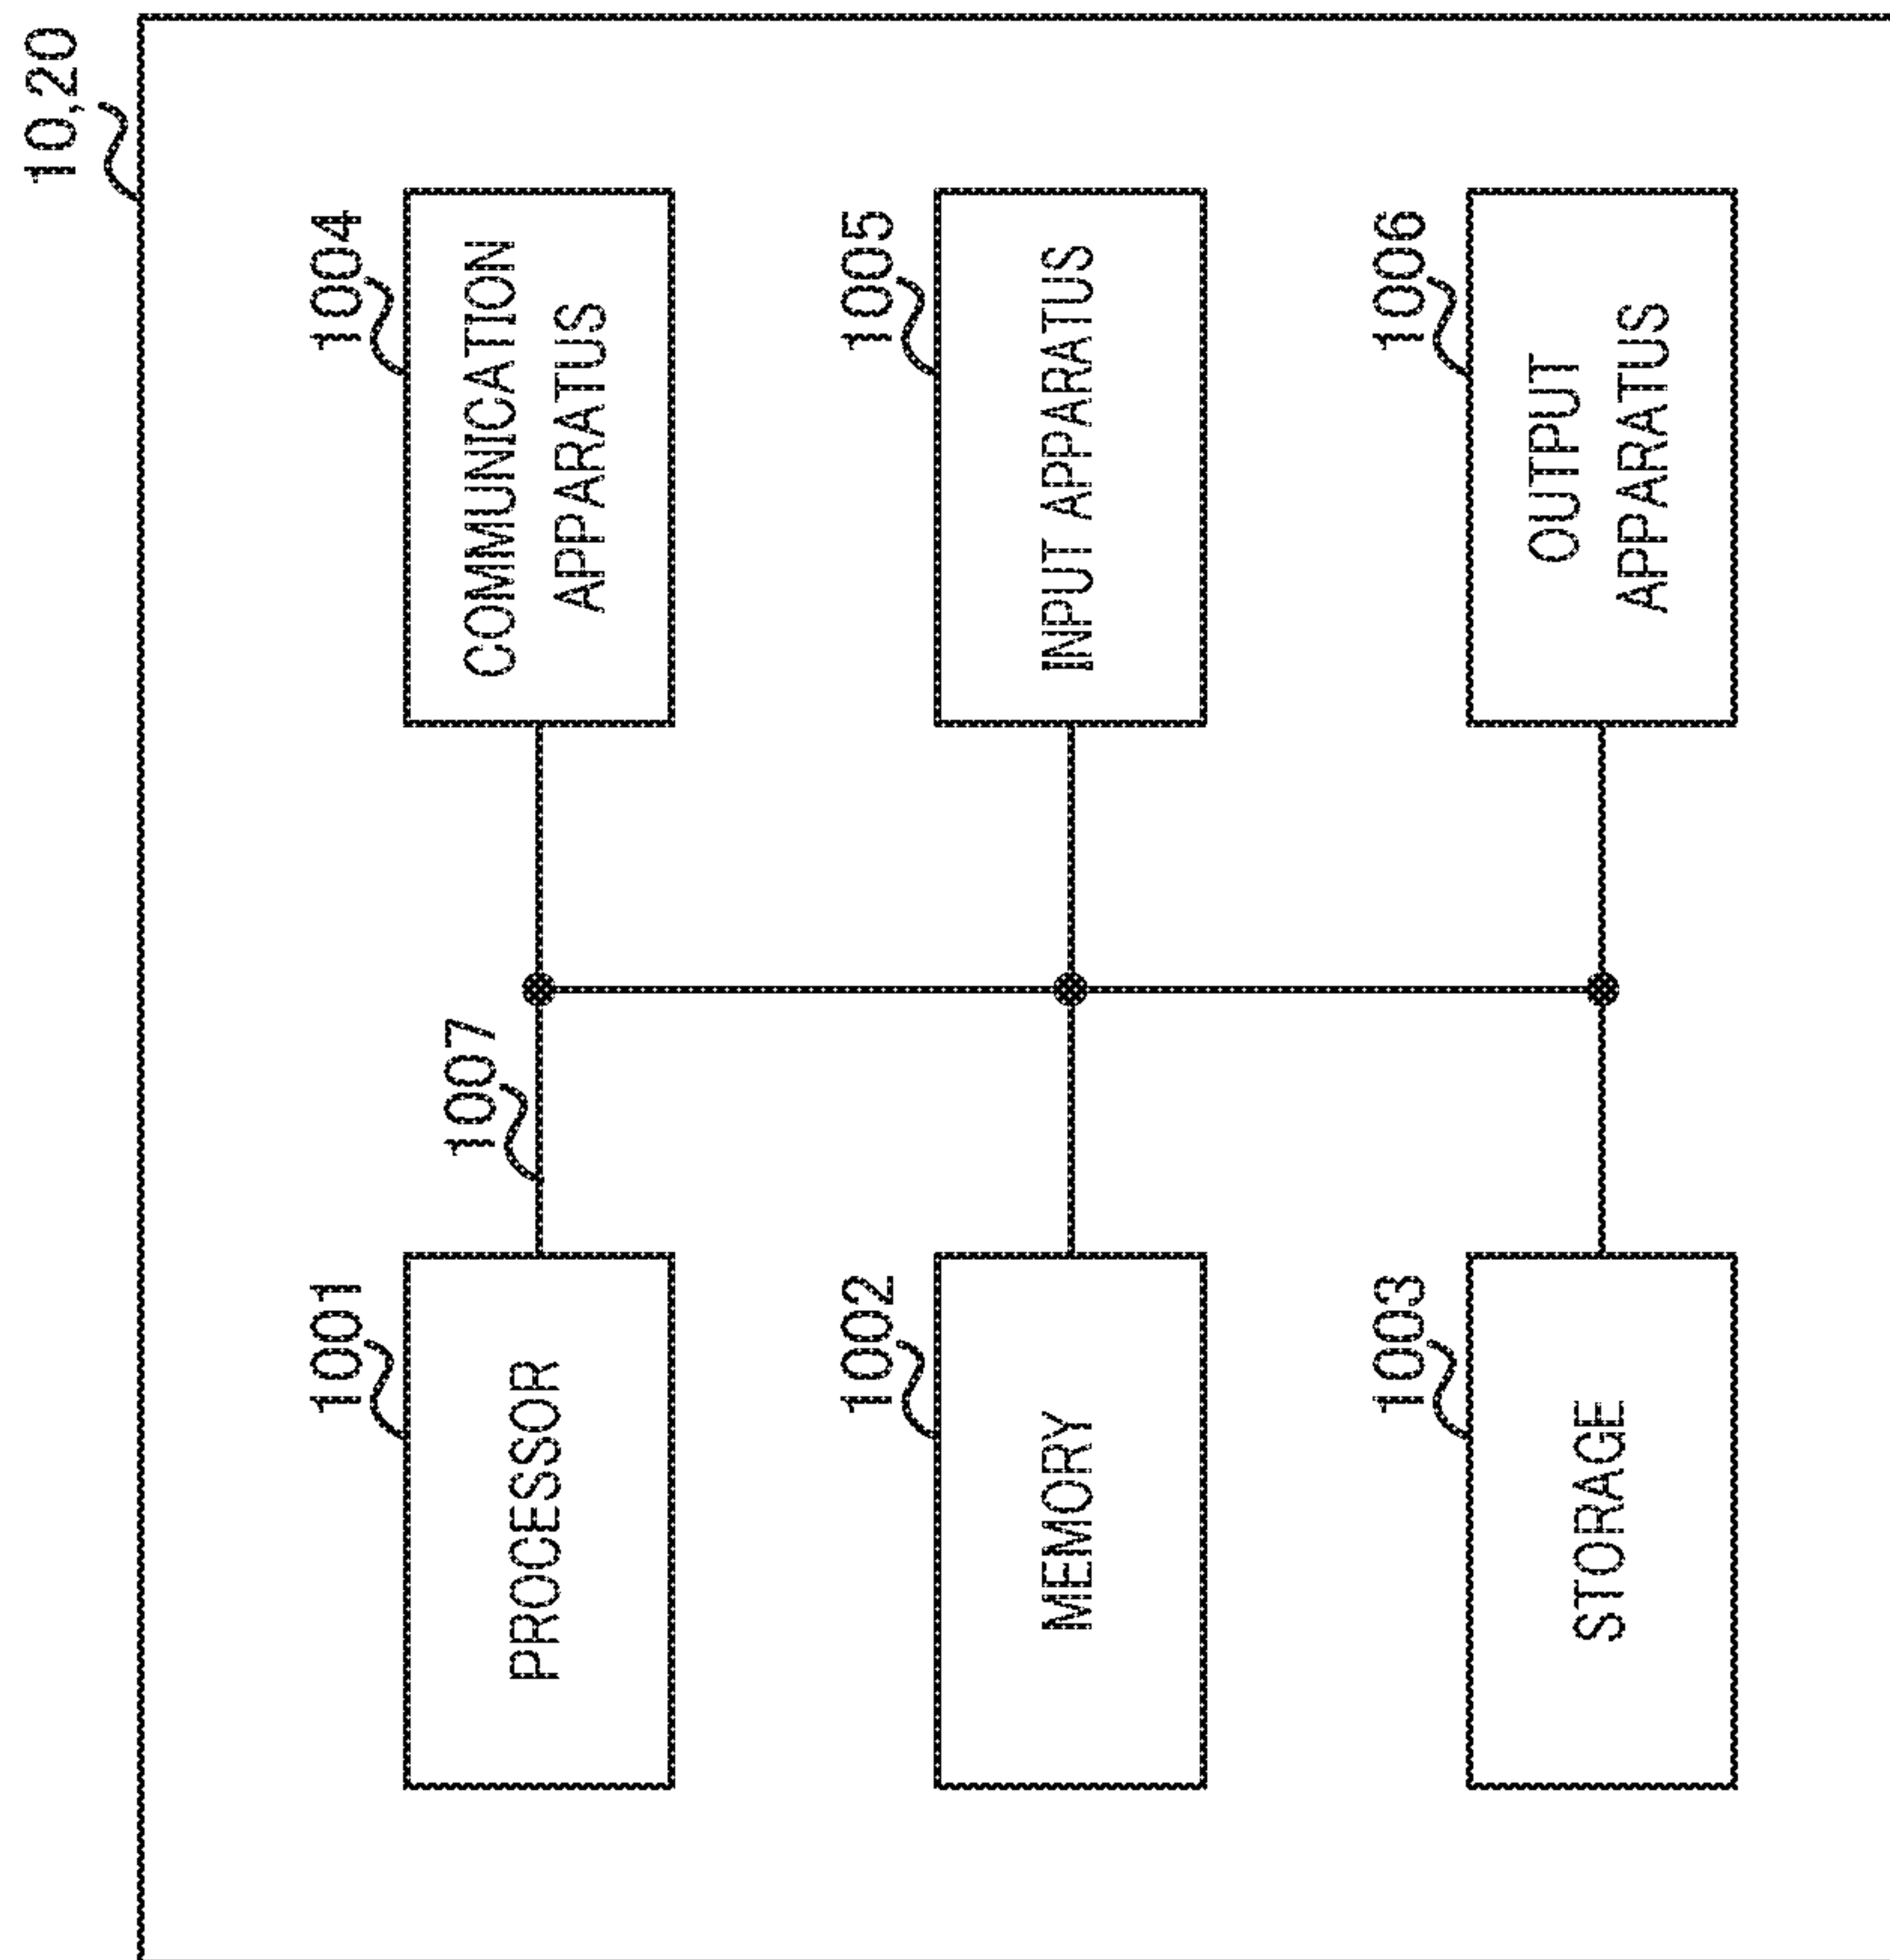 10,20
1001
PROCESSOR
1007
1004
COMMUNICATION
APPARATUS
1002
MEMORY
1005
INPUT APPARATUS
1003
STORAGE
1006
OUTPUT
APPARATUS